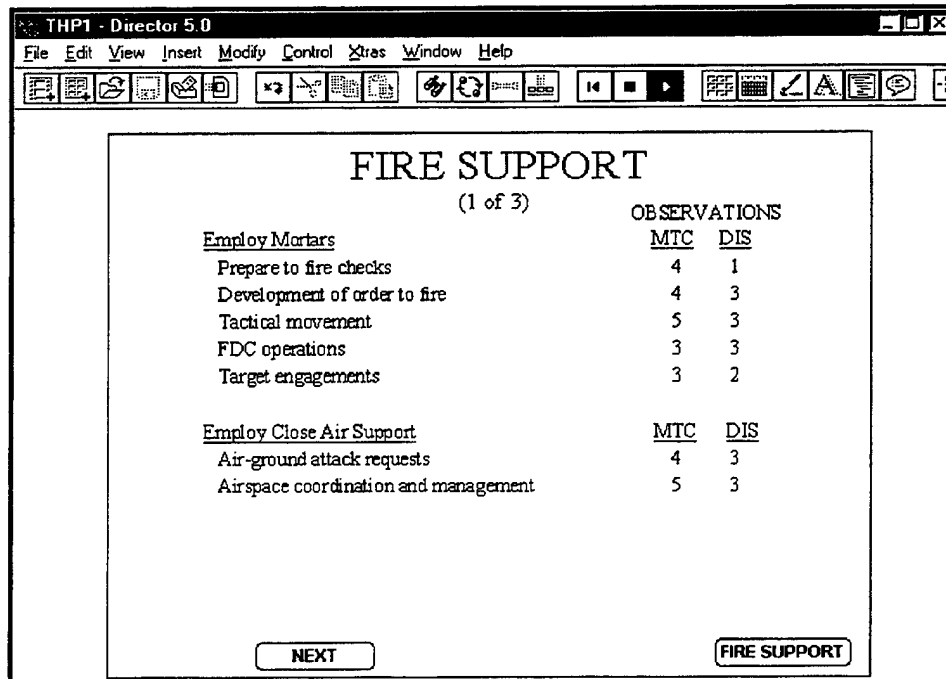 THP1 - Director 5.0
File Edit View Insert Modify Control Xtras Window Help
FIRE SUPPORT
(1 of 3)
OBSERVATIONS
Employ Mortars MTC DIS
Prepare to fire checks 4 1
Development of order to fire 4 3
Tactical movement 5 3
FDC operations 3 3
Target engagements 3 2
Employ Close Air Support MTC DIS
Air-ground attack requests 4 3
Airspace coordination and management 5 3
NEXT FIRE SUPPORT